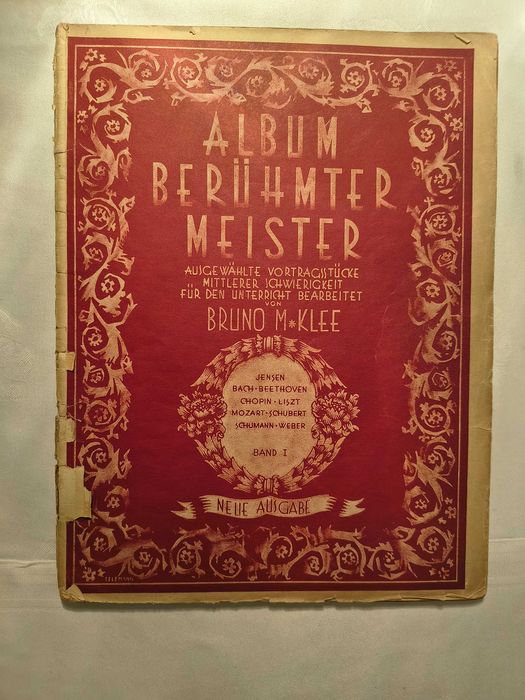 ALBUM
BERÜHMTER
MEISTER
AUSGEWÄHLTE VORTRAGSSTÜCKE
MITTLERER SCHWIERIGKEIT
FÜR DEN UNTERRICHT BEARBEITET
VON
BRUNO M*KLEE
JENSEN
BACH·BEETHOVEN
CHOPIN·LISZT
MOZART·SCHUBERT
SCHUMANN·WEBER
BAND I
NEUE AUSGABE